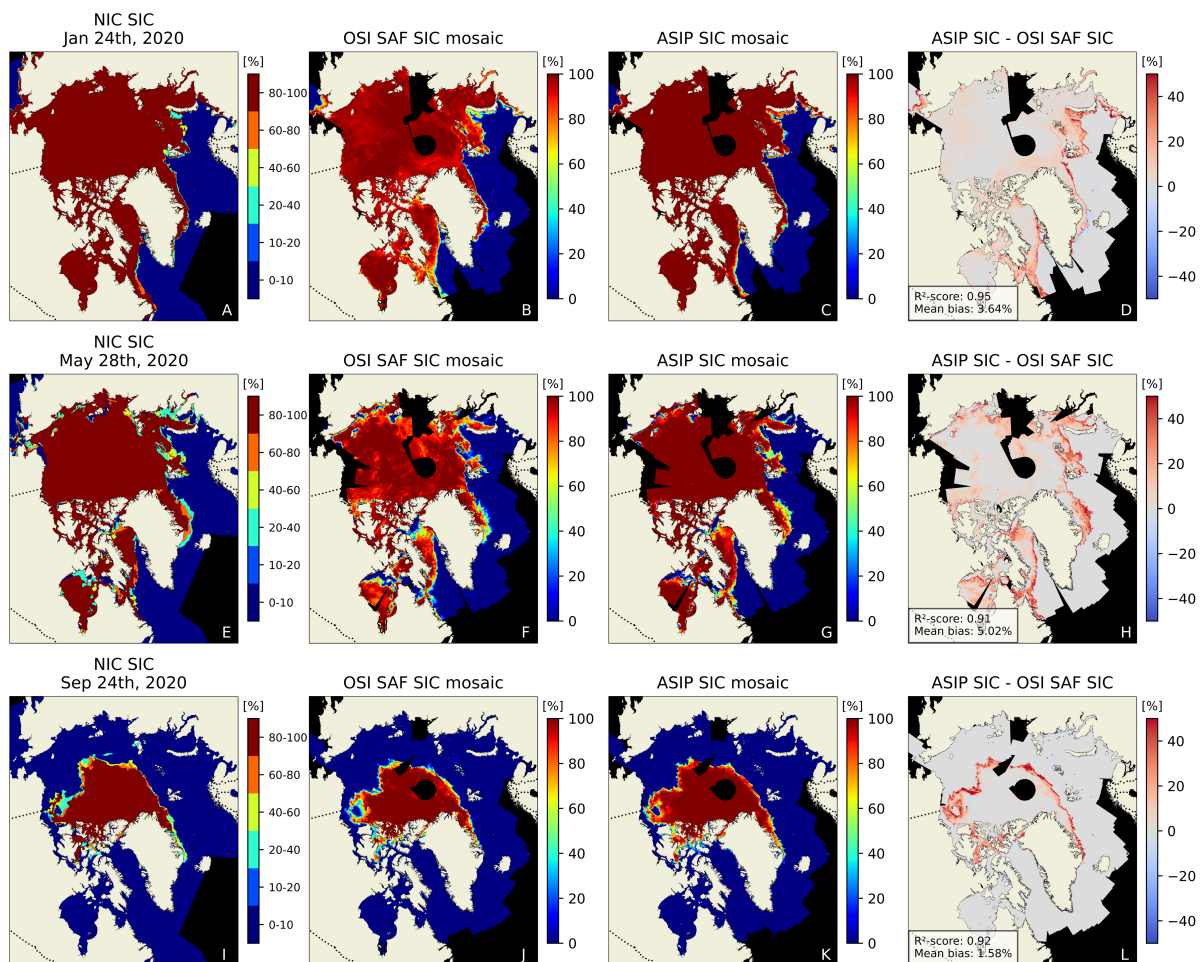 NIC SIC
Jan 24th, 2020
OSI SAF SIC mosaic
ASIP SIC mosaic
ASIP SIC - OSI SAF SIC
[%]
80-100
60-80
40-60
20-40
10-20
0-10
A
[%]
100
80
60
40
20
0
B
[%]
100
80
60
40
20
0
C
[%]
40
20
0
−20
−40
R²-score: 0.95
Mean bias: 3.64%
D
NIC SIC
May 28th, 2020
OSI SAF SIC mosaic
ASIP SIC mosaic
ASIP SIC - OSI SAF SIC
[%]
80-100
60-80
40-60
20-40
10-20
0-10
E
[%]
100
80
60
40
20
0
F
[%]
100
80
60
40
20
0
G
[%]
40
20
0
−20
−40
R²-score: 0.91
Mean bias: 5.02%
H
NIC SIC
Sep 24th, 2020
OSI SAF SIC mosaic
ASIP SIC mosaic
ASIP SIC - OSI SAF SIC
[%]
80-100
60-80
40-60
20-40
10-20
0-10
I
[%]
100
80
60
40
20
0
J
[%]
100
80
60
40
20
0
K
[%]
40
20
0
−20
−40
R²-score: 0.92
Mean bias: 1.58%
L